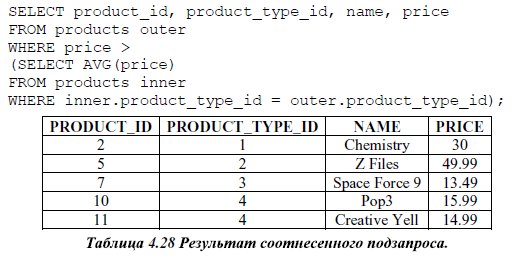 SELECT product_id, product_type_id, name, price
FROM products outer
WHERE price >
(SELECT AVG(price)
FROM products inner
WHERE inner.product_type_id = outer.product_type_id);
PRODUCT_ID PRODUCT_TYPE_ID NAME PRICE
2 1 Chemistry 30
5 2 Z Files 49.99
7 3 Space Force 9 13.49
10 4 Pop3 15.99
11 4 Creative Yell 14.99
Таблица 4.28 Результат соотнесенного подзапроса.